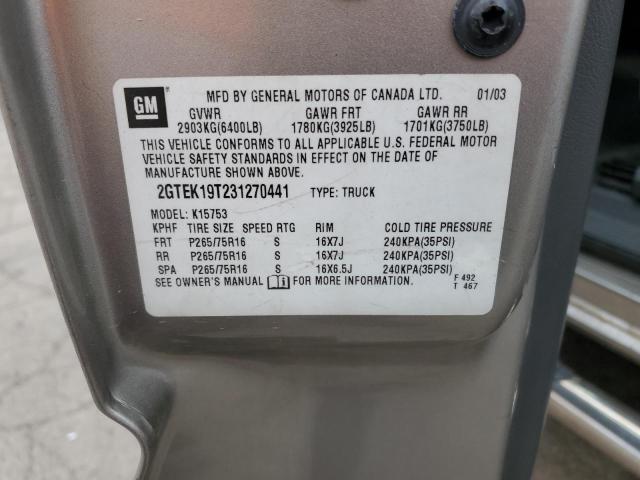 GM
MFD BY GENERAL MOTORS OF CANADA LTD. 01/03
GVWR GAWR FRT GAWR RR
2903KG(6400LB) 1780KG(3925LB) 1701KG(3750LB)
THIS VEHICLE CONFORMS TO ALL APPLICABLE U.S. FEDERAL MOTOR
VEHICLE SAFETY STANDARDS IN EFFECT ON THE DATE OF
MANUFACTURE SHOWN ABOVE.
2GTEK19T231270441 TYPE: TRUCK
MODEL: K15753
KPHF TIRE SIZE SPEED RTG RIM COLD TIRE PRESSURE
FRT P265/75R16 S 16X7J 240KPA(35PSI)
RR P265/75R16 S 16X7J 240KPA(35PSI)
SPA P265/75R16 S 16X6.5J 240KPA(35PSI)
SEE OWNER'S MANUAL i FOR MORE INFORMATION.
F 492
T 467